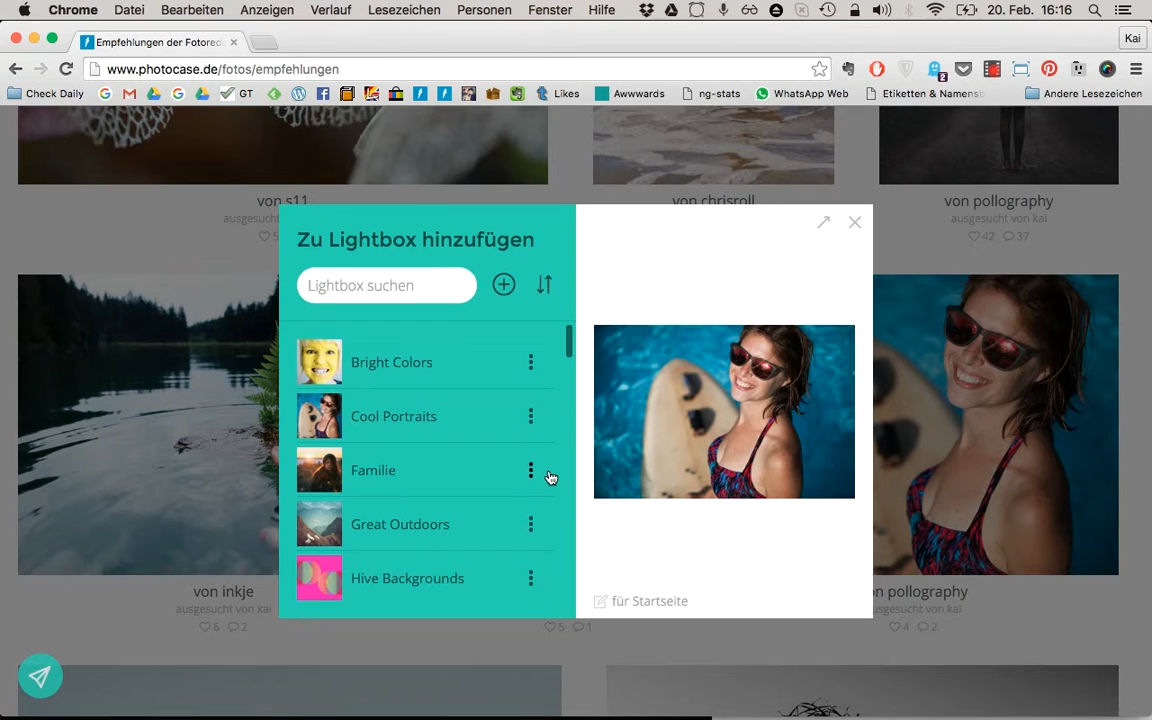 Chrome Datei Bearbeiten Anzeigen Verlauf Lesezeichen Personen Fenster Hilfe 20. Feb. 16:16
Empfehlungen der Fotored Kai
www.photocase.de/fotos/empfehlungen 2
Check Daily GT Likes Awwwards ng-stats WhatsApp Web Etiketten & Namens Andere Lesezeichen
von s11 von chrisroll von pollography
ausgesucht ausgesucht von kai
5 42 37
Zu Lightbox hinzufügen
Lightbox suchen
Bright Colors
Cool Portraits
Familie
Great Outdoors
Hive Backgrounds
für Startseite
von inkje n pollography
ausgesucht von kai sgesucht von kai
6 2 5 1 4 2